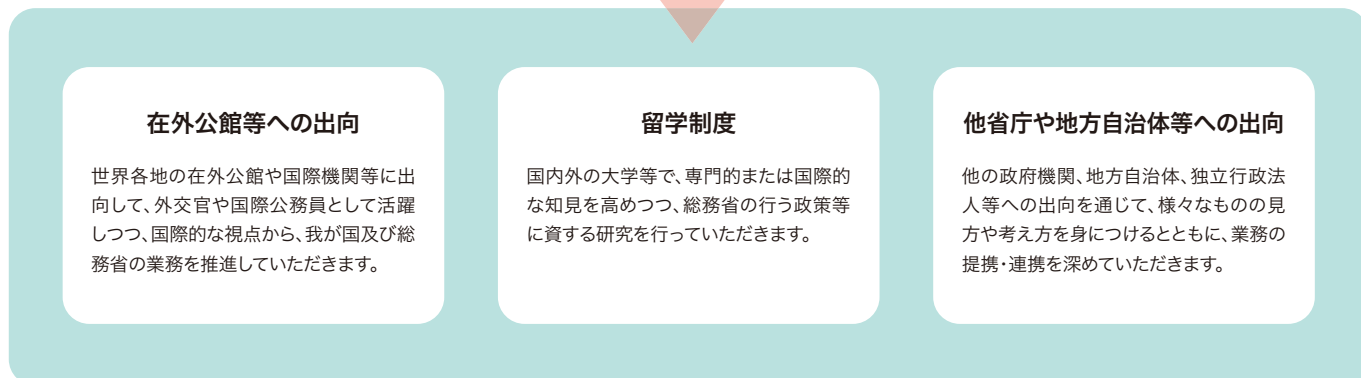 在外公館等への出向
世界各地の在外公館や国際機関等に出
向して、外交官や国際公務員として活躍
しつつ、国際的な視点から、我が国及び総
務省の業務を推進していただきます。
留学制度
国内外の大学等で、専門的または国際的
な知見を高めつつ、総務省の行う政策等
に資する研究を行っていただきます。
他省庁や地方自治体等への出向
他の政府機関、地方自治体、独立行政法
人等への出向を通じて、様々なものの見
方や考え方を身につけるとともに、業務の
提携・連携を深めていただきます。